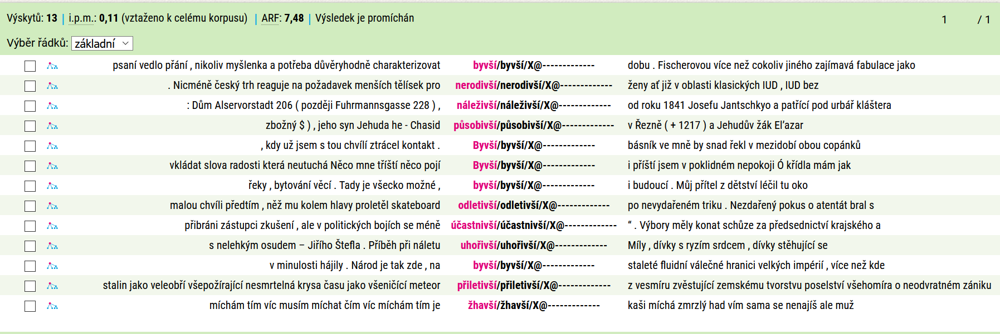 Výskytů: 13 | i.p.m.: 0,11 (vztaženo k celému korpusu) | ARF: 7,48 | Výsledek je promíchán 1 / 1
Výběr řádků: základní
psaní vedlo přání , nikoliv myšlenka a potřeba důvěryhodně charakterizovat byvší/byvší/X@------------- dobu . Fischerovou více než cokoliv jiného zajímavá fabulace jako
. Nicméně český trh reaguje na požadavek menších tělísek pro nerodivší/nerodivší/X@------------- ženy ať již v oblasti klasických IUD , IUD bez
: Dům Alservorstadt 206 ( později Fuhrmannsgasse 228 ) , náleživší/náleživší/X@------------- od roku 1841 Josefu Jantschkyo a patřící pod urbář kláštera
zbožný $ ) , jeho syn Jehuda he - Chasid působivší/působivší/X@------------- v Řezně ( + 1217 ) a Jehudův žák El’azar
, kdy už jsem s tou chvílí ztrácel kontakt . Byvší/byvší/X@------------- básník ve mně by snad řekl v mezidobí obou copánků
vkládat slova radosti která neutuchá Něco mne tříští něco pojí Byvší/byvší/X@------------- i příští jsem v poklidném nepokoji Ó křídla mám jak
řeky , bytování věcí . Tady je všecko možné , byvší/byvší/X@------------- i budoucí . Můj přítel z dětství léčil tu oko
malou chvíli předtím , něž mu kolem hlavy proletěl skateboard odletivší/odletivší/X@------------- po nevydařeném triku . Nezdařený pokus o atentát bral s
přibráni zástupci zkušení , ale v politických bojích se méně účastnivší/účastnivší/X@------------- “ . Výbory měly konat schůze za předsednictví krajského a
s nelehkým osudem – Jiřího Štefla . Příběh při náletu uhořivší/uhořivší/X@------------- Míly , dívky s ryzím srdcem , dívky stěhující se
v minulosti hájily . Národ je tak zde , na byvší/byvší/X@------------- staleté fluidní válečné hranici velkých impérií , více než kde
stalin jako veleobří všepožírající nesmrtelná krysa času jako všeničící meteor přiletivší/přiletivší/X@------------- z vesmíru zvěstující zemskému tvorstvu poselství všehomíra o neodvratném zániku
míchám tím víc musím míchat čím víc míchám tím je žhavší/žhavší/X@------------- kaši míchá zmrzlý had vím sama se nenajíš ale muž